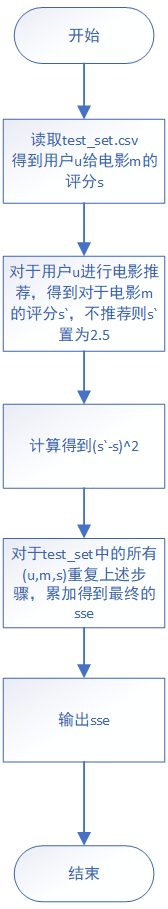 开始
读取test_set.csv
得到用户u给电影m的
评分s
对于用户u进行电影推
荐，得到对于电影m
的评分s`，不推荐则s`
置为2.5
计算得到(s`-s)^2
对于test_set中的所有
(u,m,s)重复上述步
骤，累加得到最终的
sse
输出sse
结束